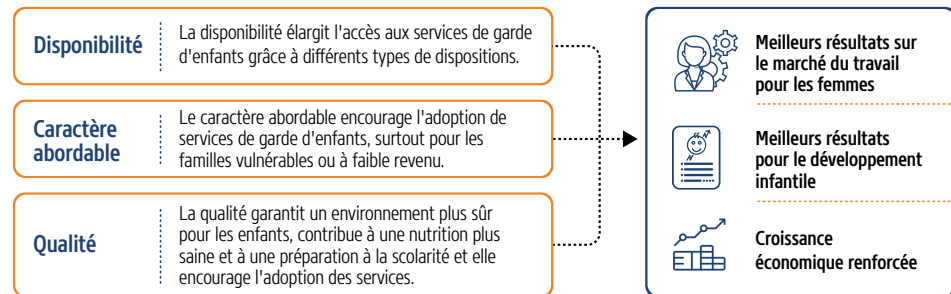 Disponibilité
La disponibilité élargit l'accès aux services de garde
d'enfants grâce à différents types de dispositions.
Caractère
abordable
Le caractère abordable encourage l'adoption de
services de garde d'enfants, surtout pour les
familles vulnérables ou à faible revenu.
Qualité
La qualité garantit un environnement plus sûr
pour les enfants, contribue à une nutrition plus
saine et à une préparation à la scolarité et elle
encourage l'adoption des services.
Meilleurs résultats sur
le marché du travail
pour les femmes
Meilleurs résultats
pour le développement
infantile
Croissance
économique renforcée